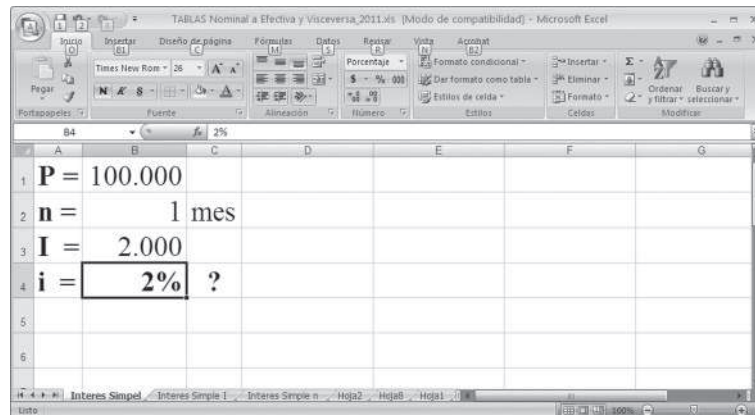 TABLAS Nominal a Efectiva y Visceversa_2011.xls [Modo de compatibilidad] - Microsoft Excel
Inicio Insertar Diseño de página Fórmulas Datos Revisar Vista Acrobat
Times New Rom 26 Porcentaje Formato condicional Insertar
Pegar N K S $ % 000 Dar formato como tabla Eliminar Ordenar y filtrar Buscar y seleccionar
Estilos de celda Formato
Portapapeles Fuente Alineación Número Estilos Celdas Modificar
B4 fx 2%
A B C D E F G
1 P = 100.000
2 n = 1 mes
3 I = 2.000
4 i = 2% ?
5
6
Interes Simpel Interes Simple I Interes Simple n Hoja2 Hoja8 Hoja1
Listo 100%